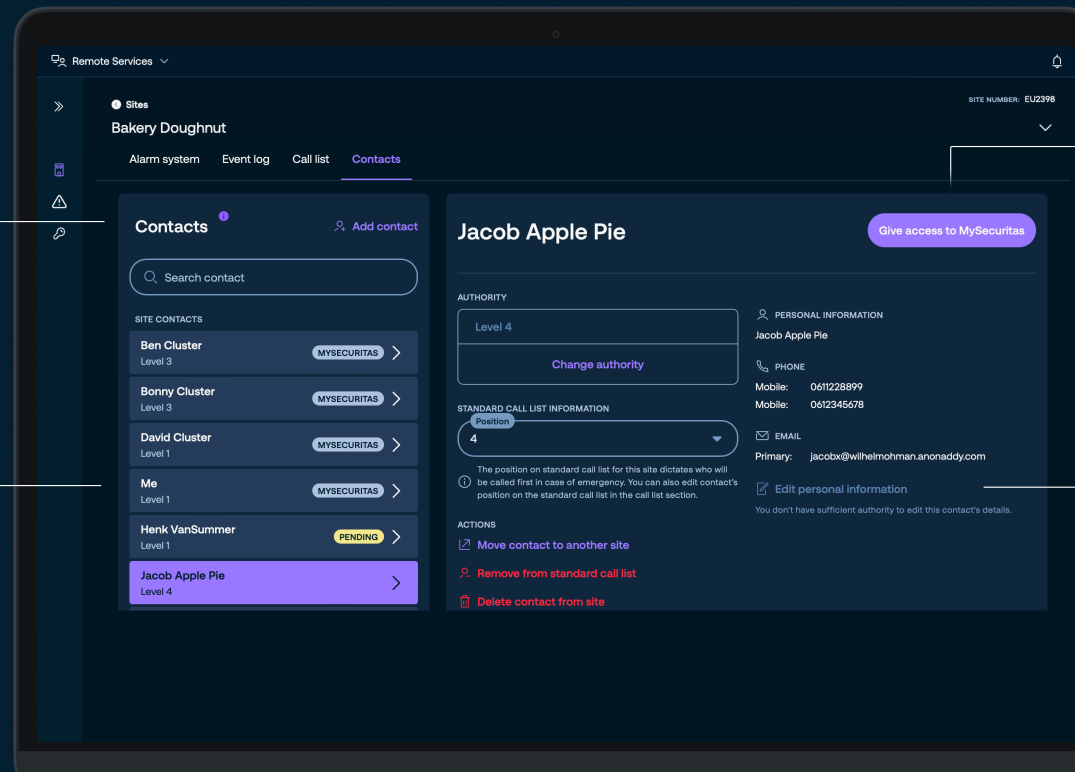 Remote Services
Sites
SITE NUMBER: EU2398
Bakery Doughnut
Alarm system Event log Call list Contacts
Contacts
Add contact
Search contact
SITE CONTACTS
Ben Cluster
Level 3
MYSECURITAS
Bonny Cluster
Level 3
MYSECURITAS
David Cluster
Level 1
MYSECURITAS
Me
Level 1
MYSECURITAS
Henk VanSummer
Level 1
PENDING
Jacob Apple Pie
Level 4
Jacob Apple Pie
Give access to MySecuritas
AUTHORITY
Level 4
Change authority
STANDARD CALL LIST INFORMATION
Position
4
The position on standard call list for this site dictates who will
be called first in case of emergency. You can also edit contact's
position on the standard call list in the call list section.
ACTIONS
Move contact to another site
Remove from standard call list
Delete contact from site
PERSONAL INFORMATION
Jacob Apple Pie
PHONE
Mobile: 0611228899
Mobile: 0612345678
EMAIL
Primary: jacobx@wilhelmohman.anonaddy.com
Edit personal information
You don't have sufficient authority to edit this contact's details.